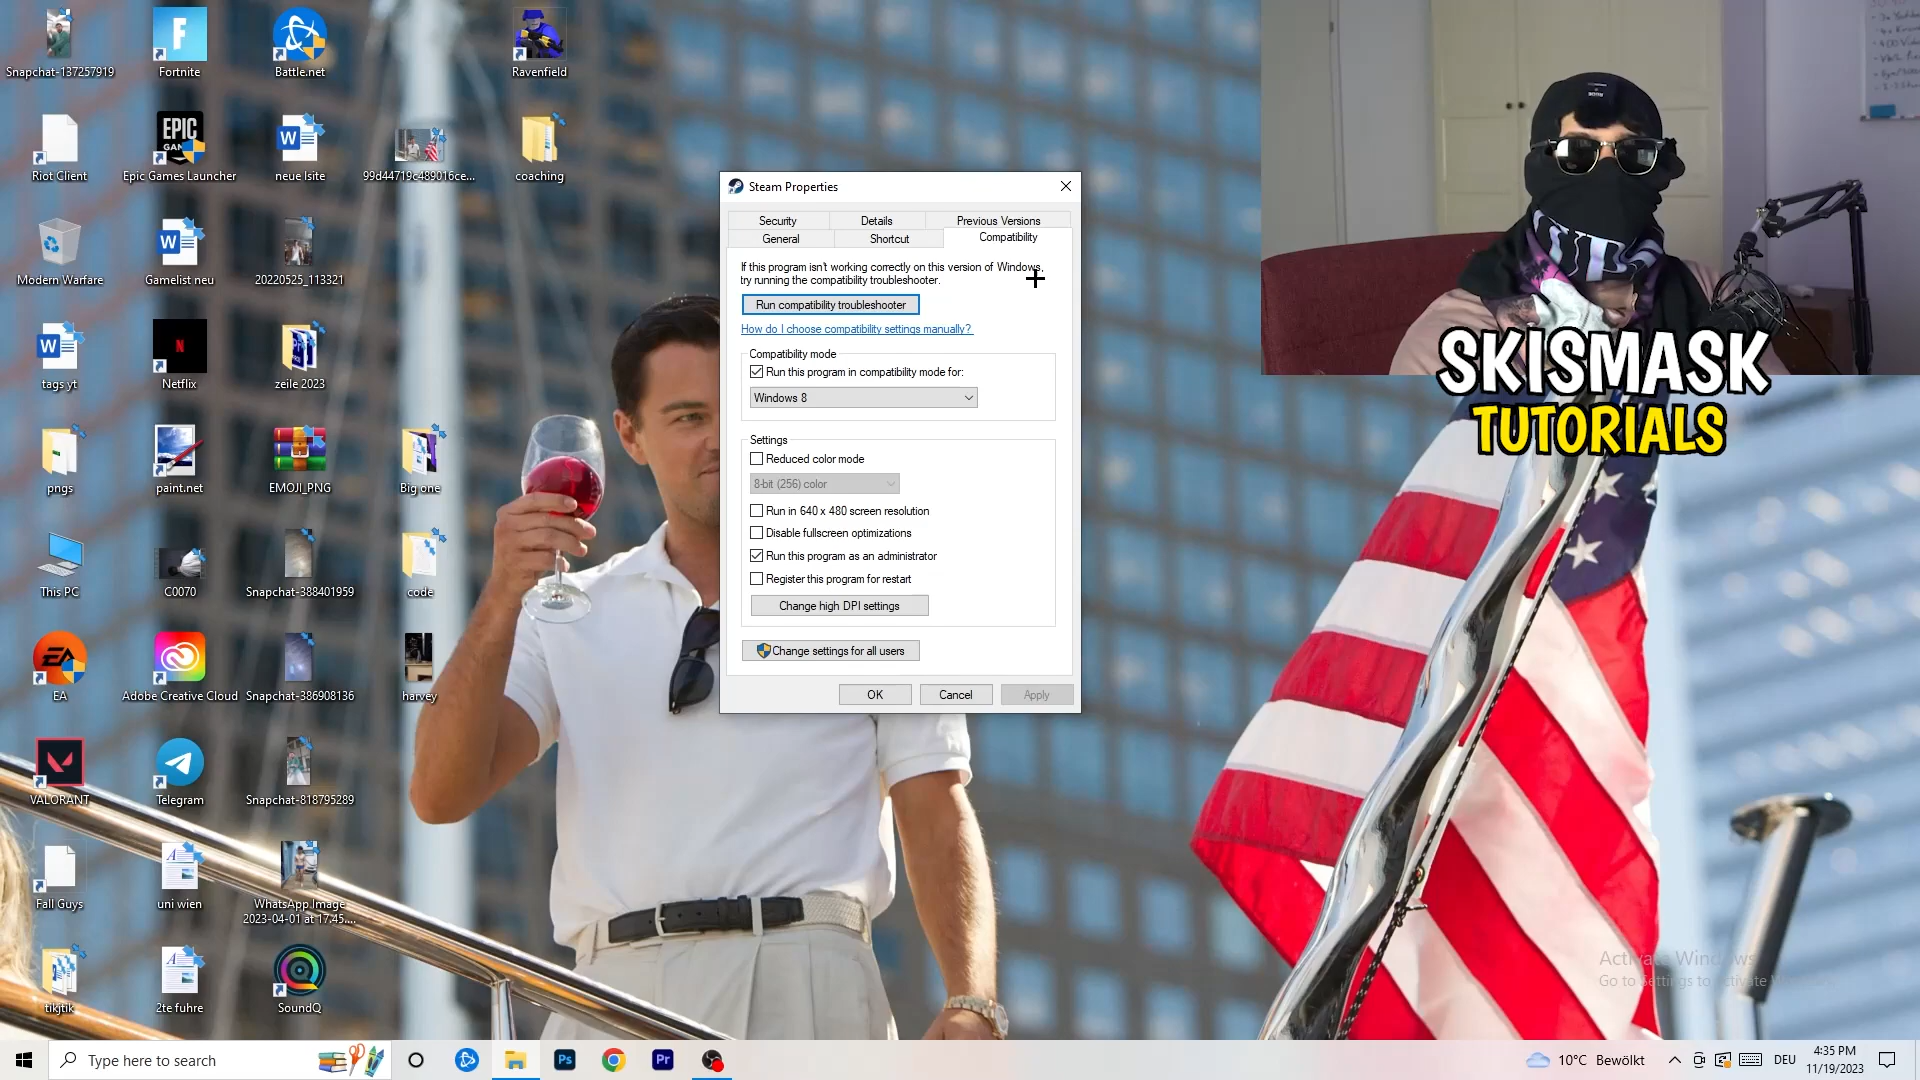 Snapchat-137257919
Fortnite
Battle.net
Ravenfield
Riot Client
EPIC
Epic Games Launcher
neue lsite
99d44719c489016ce...
coaching
Modern Warfare
Gamelist neu
20220525_113321
tags yt
Netflix
zeile 2023
pngs
paint.net
EMOJI_PNG
Big one
This PC
C0070
Snapchat-388401959
code
EA
Adobe Creative Cloud
Snapchat-386908136
harvey
VALORANT
Telegram
Snapchat-818795289
Fall Guys
uni wien
WhatsApp Image
2023-04-01 at 17.45....
tiktjik
2te fuhre
SoundQ
Steam Properties
Security
Details
Previous Versions
General
Shortcut
Compatibility
If this program isn't working correctly on this version of Windows,
try running the compatibility troubleshooter.
Run compatibility troubleshooter
How do I choose compatibility settings manually?
Compatibility mode
Run this program in compatibility mode for:
Windows 8
Settings
Reduced color mode
8-bit (256) color
Run in 640 x 480 screen resolution
Disable fullscreen optimizations
Run this program as an administrator
Register this program for restart
Change high DPI settings
Change settings for all users
OK
Cancel
Apply
SKISMASK
TUTORIALS
Activate Windows
Go to Settings to activate
Type here to search
Ps
Pr
10°C Bewölkt
DEU
4:35 PM
11/19/2023